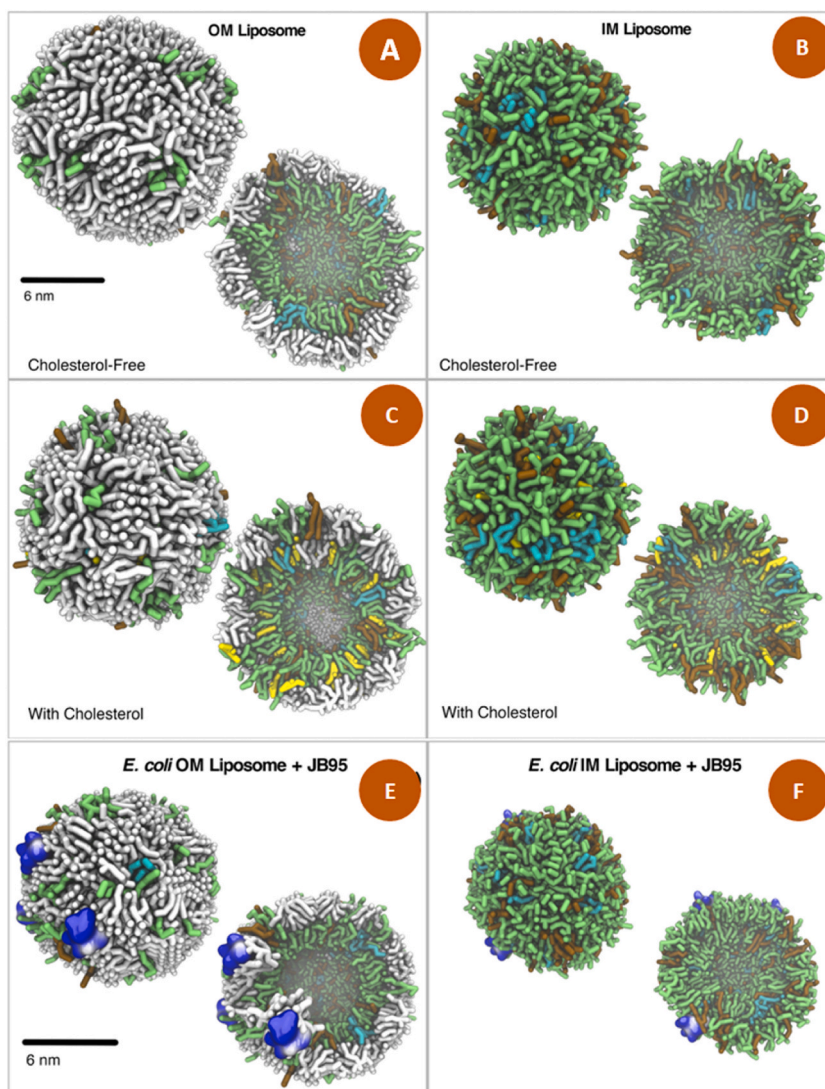 OM Liposome
A
IM Liposome
B
6 nm
Cholesterol-Free
Cholesterol-Free
C
D
With Cholesterol
With Cholesterol
E. coli OM Liposome + JB95
E
E. coli IM Liposome + JB95
F
6 nm